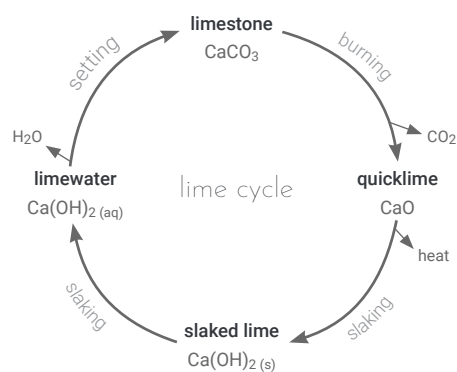 limestone
CaCO₃
burning
setting
H₂O
CO₂
limewater
Ca(OH)₂ (aq)
lime cycle
quicklime
CaO
heat
slaking
slaking
slaked lime
Ca(OH)₂ (s)